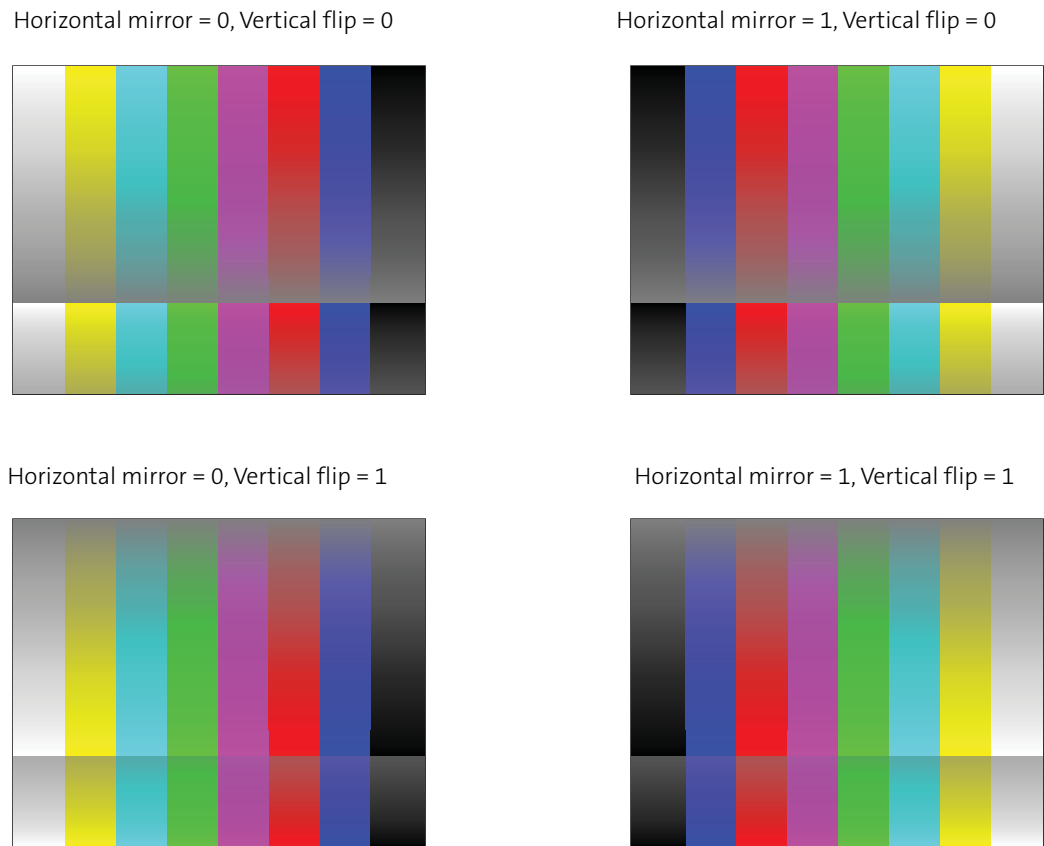 Horizontal mirror = 0, Vertical flip = 0
Horizontal mirror = 1, Vertical flip = 0
Horizontal mirror = 0, Vertical flip = 1
Horizontal mirror = 1, Vertical flip = 1